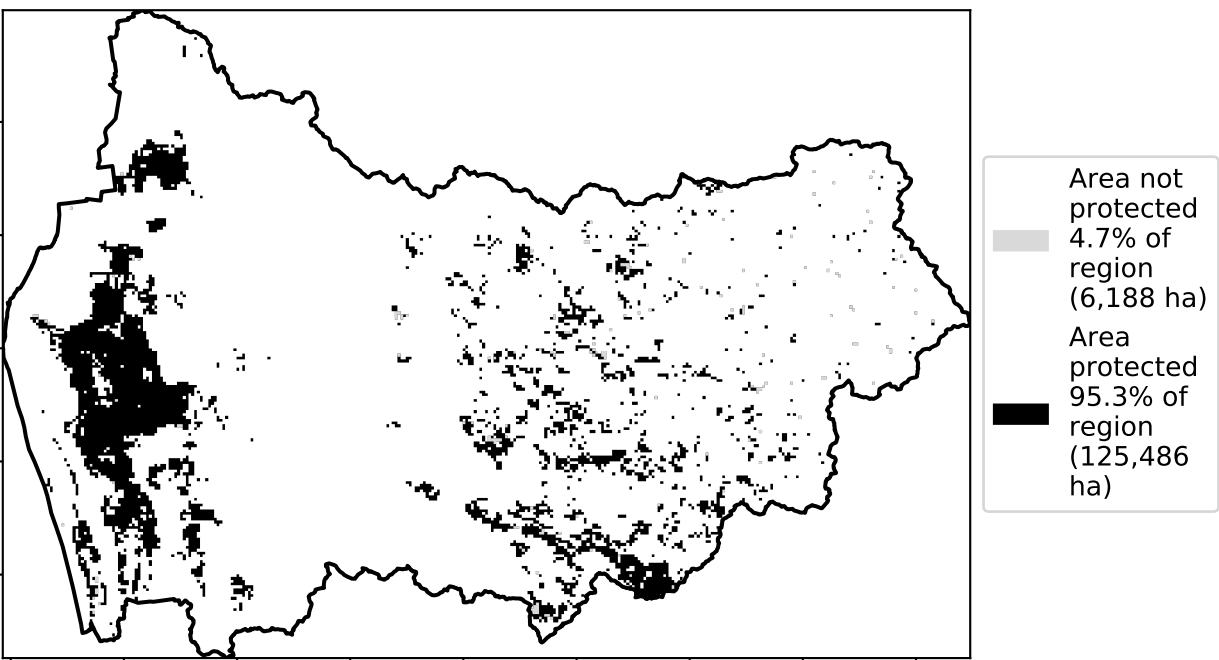 Area not
protected
4.7% of
region
(6,188 ha)
Area
protected
95.3% of
region
(125,486
ha)